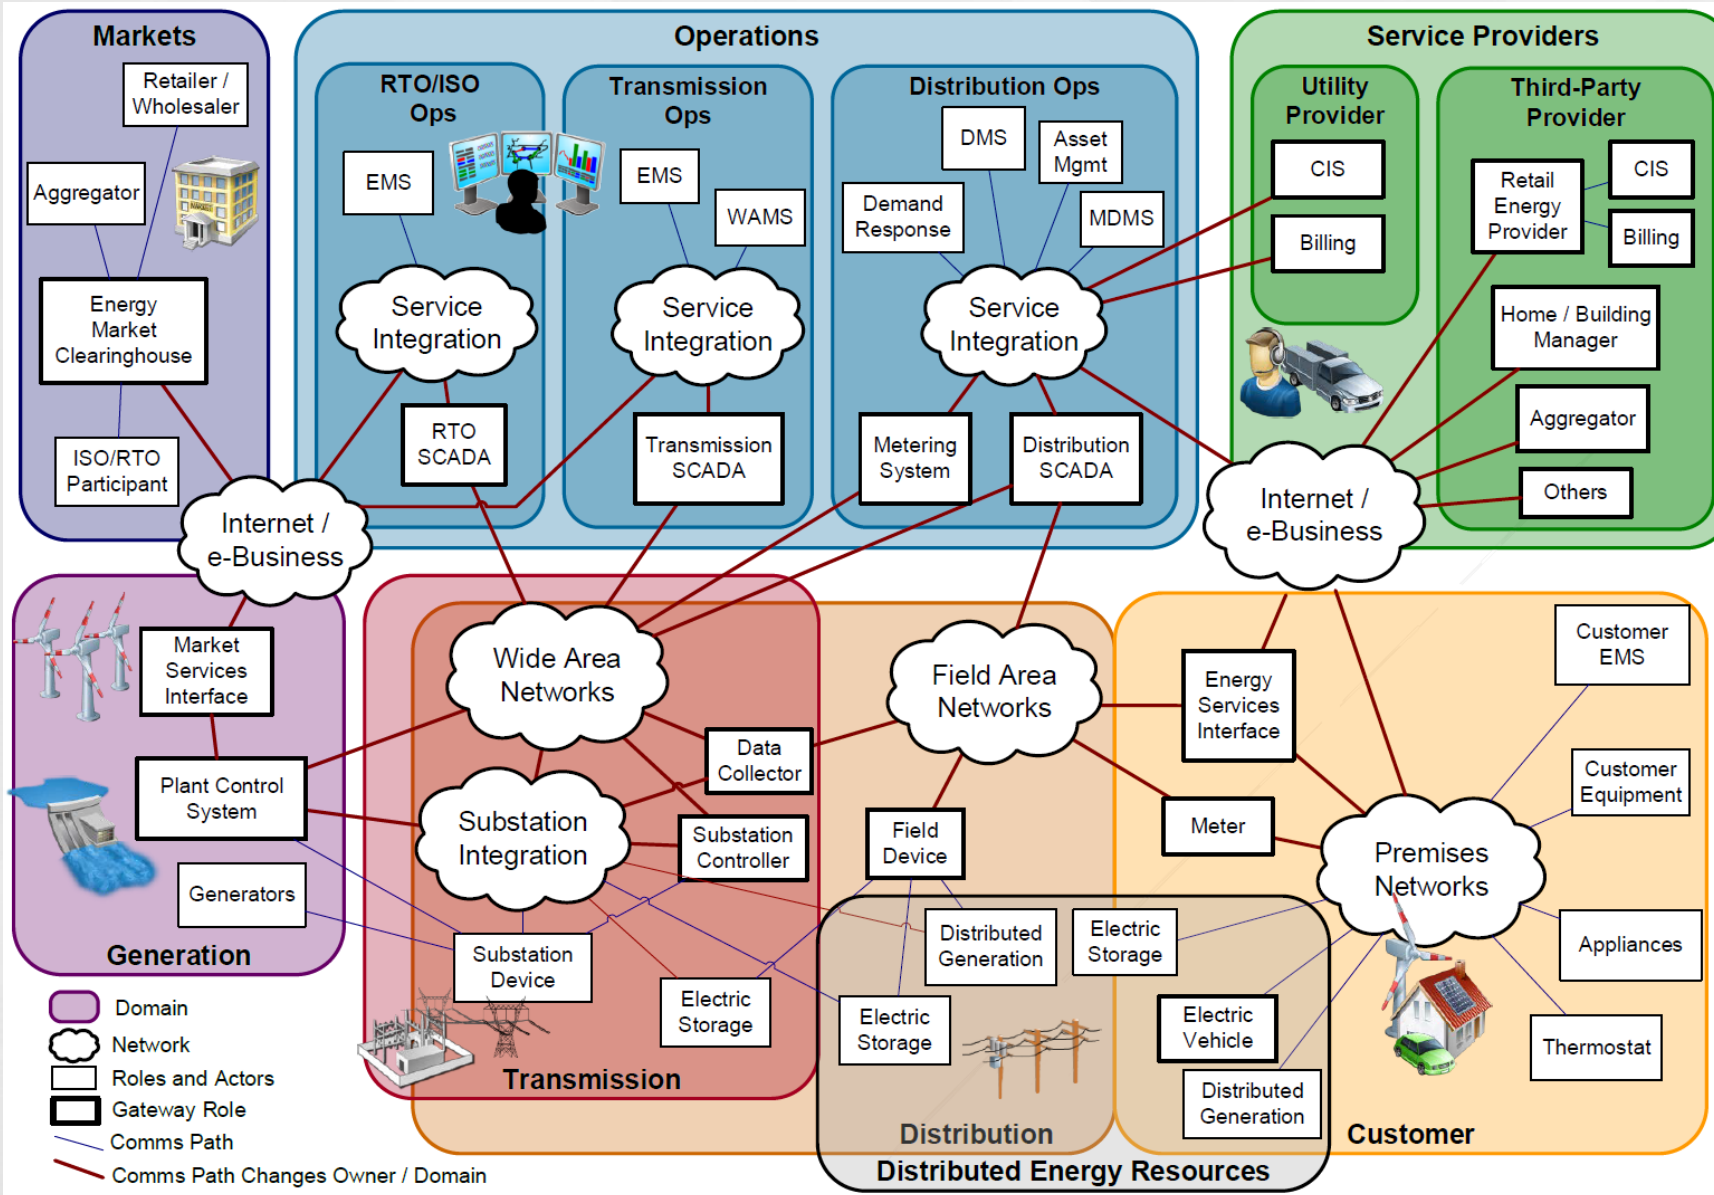 Markets
Retailer /
Wholesaler
Aggregator
MARKET
Energy
Market
Clearinghouse
ISO/RTO
Participant
Internet /
e-Business
Operations
RTO/ISO
Ops
EMS
Service
Integration
RTO
SCADA
Transmission
Ops
EMS
WAMS
Service
Integration
Transmission
SCADA
Distribution Ops
DMS
Asset
Mgmt
Demand
Response
MDMS
Service
Integration
Metering
System
Distribution
SCADA
Service Providers
Utility
Provider
CIS
Billing
Third-Party
Provider
Retail
Energy
Provider
CIS
Billing
Home / Building
Manager
Aggregator
Others
Internet /
e-Business
Market
Services
Interface
Plant Control
System
Generators
Generation
Wide Area
Networks
Data
Collector
Substation
Integration
Substation
Controller
Substation
Device
Electric
Storage
Transmission
Field Area
Networks
Field
Device
Distributed
Generation
Electric
Storage
Distribution
Distributed Energy Resources
Energy
Services
Interface
Meter
Premises
Networks
Customer
EMS
Customer
Equipment
Appliances
Thermostat
Electric
Storage
Electric
Vehicle
Distributed
Generation
Customer
Domain
Network
Roles and Actors
Gateway Role
Comms Path
Comms Path Changes Owner / Domain